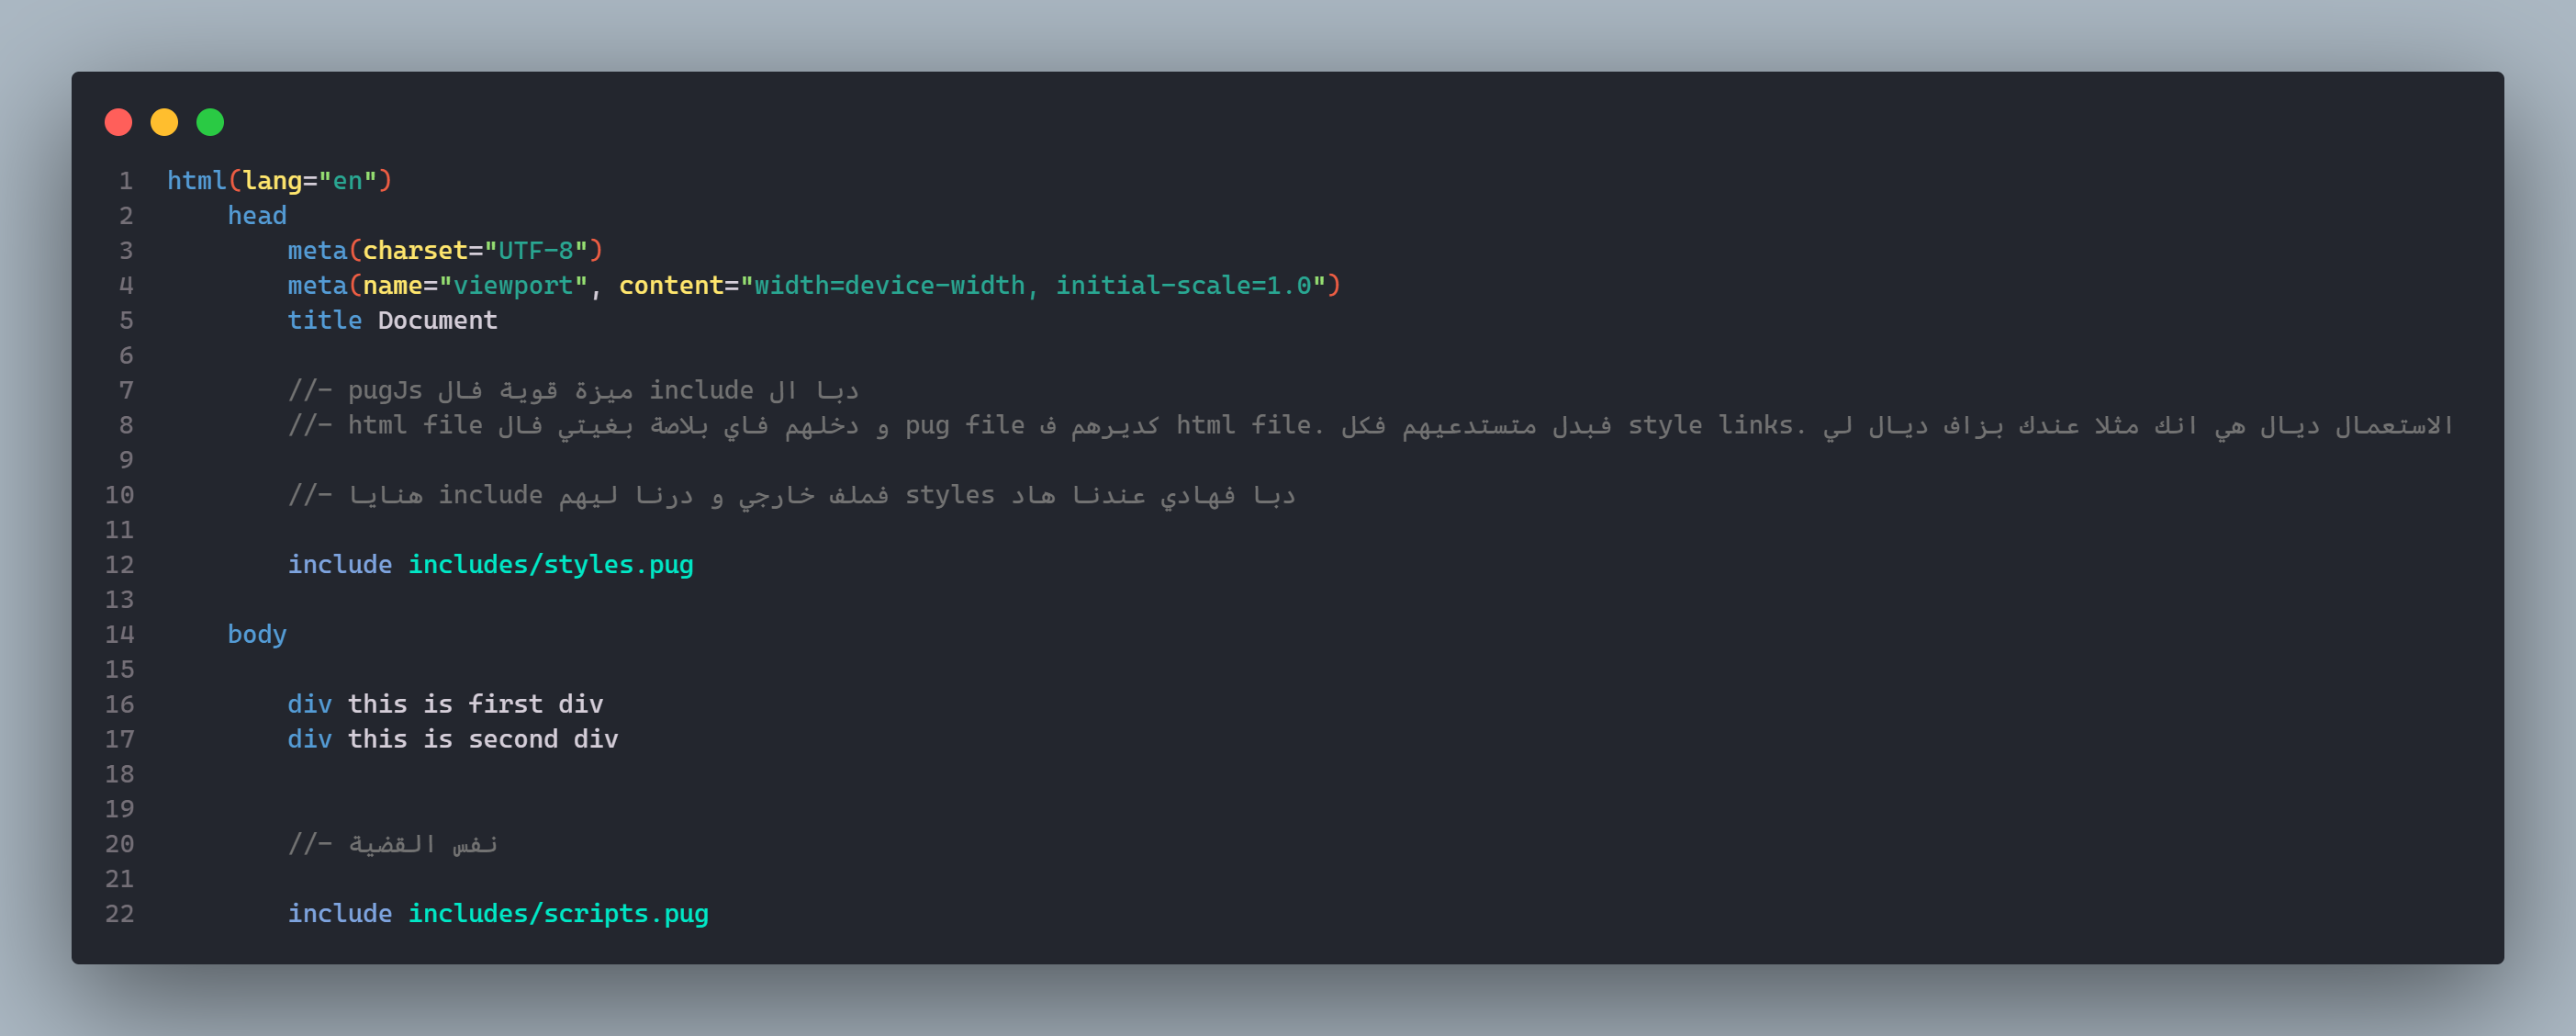 1 html(lang="en")
2 head
3 meta(charset="UTF-8")
4 meta(name="viewport", content="width=device-width, initial-scale=1.0")
5 title Document
6
7 //- دبا ال include ميزة قوية فال pugJs
8 //- الاستعمال ديال هي انك مثلا عندك بزاف ديال لي style links. فبدل متستدعيهم فكل html file. كديرهم ف pug file و دخلهم فاي بلاصة بغيتي فال html file
9
10 //- دبا فهادي عندنا هاد styles فملف خارجي و درنا ليهم include هنايا
11
12 include includes/styles.pug
13
14 body
15
16 div this is first div
17 div this is second div
18
19
20 //- نفس القضية
21
22 include includes/scripts.pug